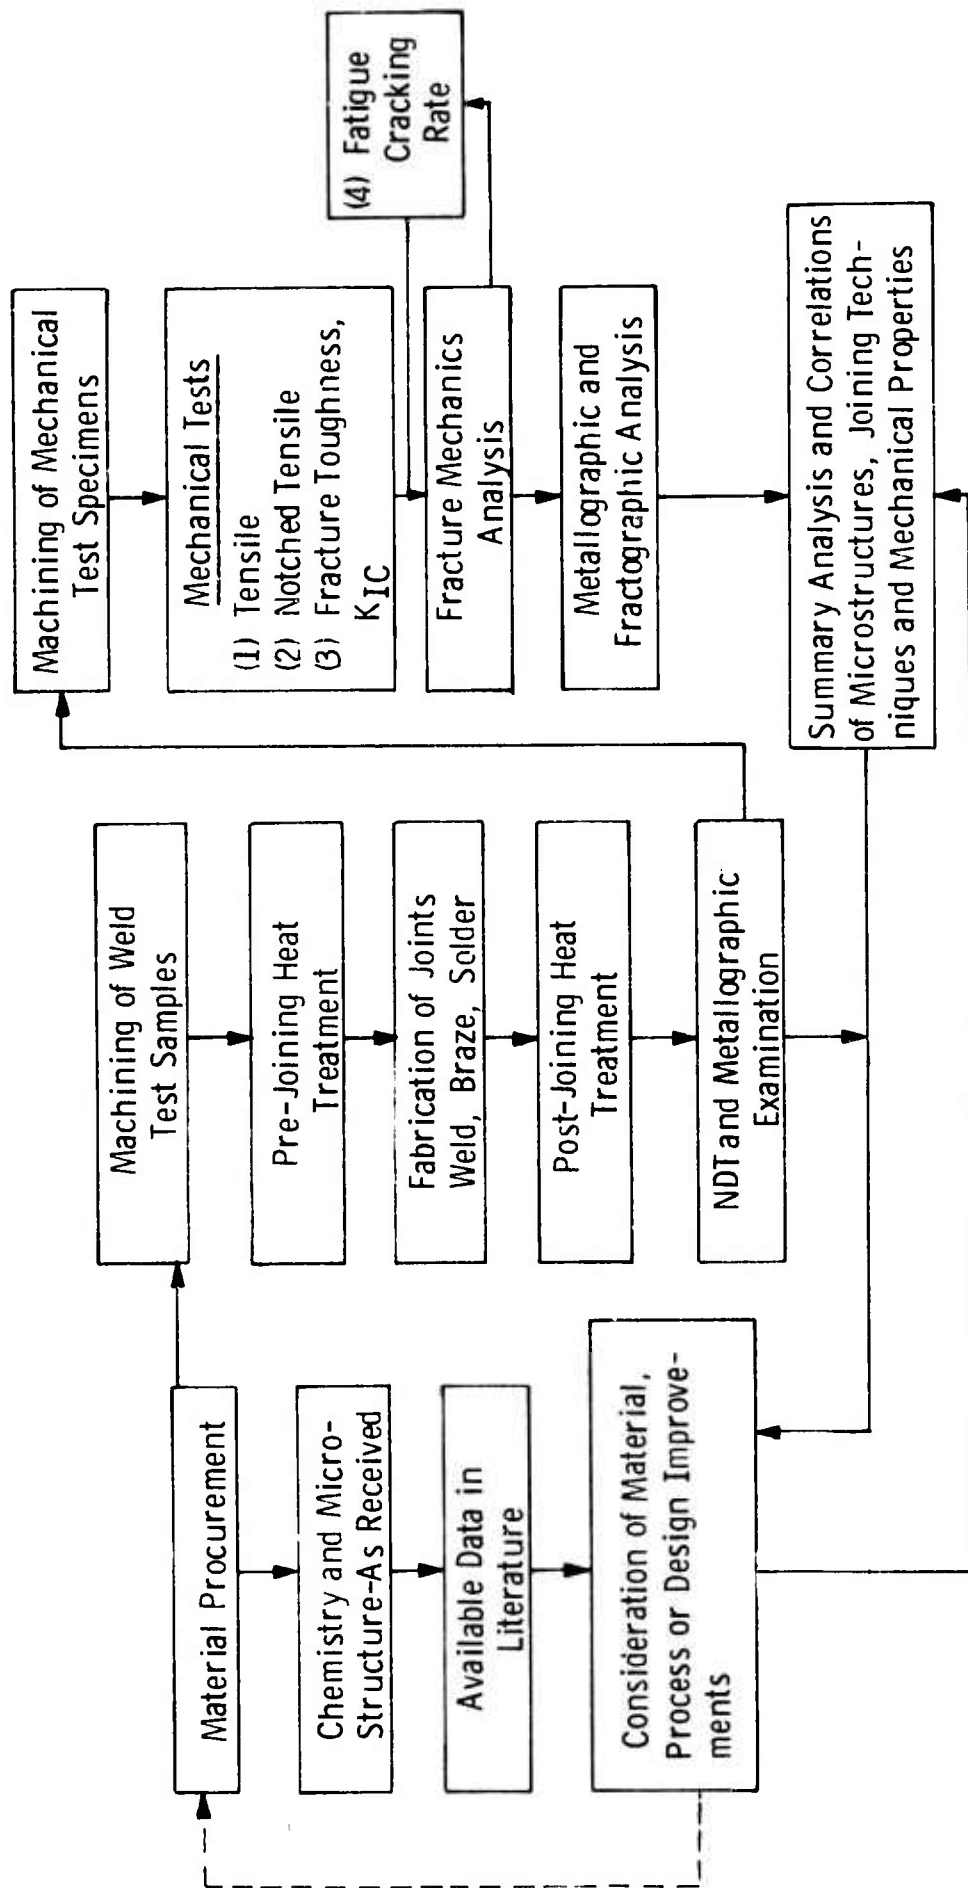 Material Procurement
Chemistry and Micro-
Structure-As Received
Available Data in
Literature
Consideration of Material,
Process or Design Improve-
ments
Machining of Weld
Test Samples
Pre-Joining Heat
Treatment
Fabrication of Joints
Weld, Braze, Solder
Post-Joining Heat
Treatment
NDT and Metallographic
Examination
Machining of Mechanical
Test Specimens
Mechanical Tests
(1) Tensile
(2) Notched Tensile
(3) Fracture Toughness,
KIC
(4) Fatigue
Cracking
Rate
Fracture Mechanics
Analysis
Metallographic and
Fractographic Analysis
Summary Analysis and Correlations
of Microstructures, Joining Tech-
niques and Mechanical Properties